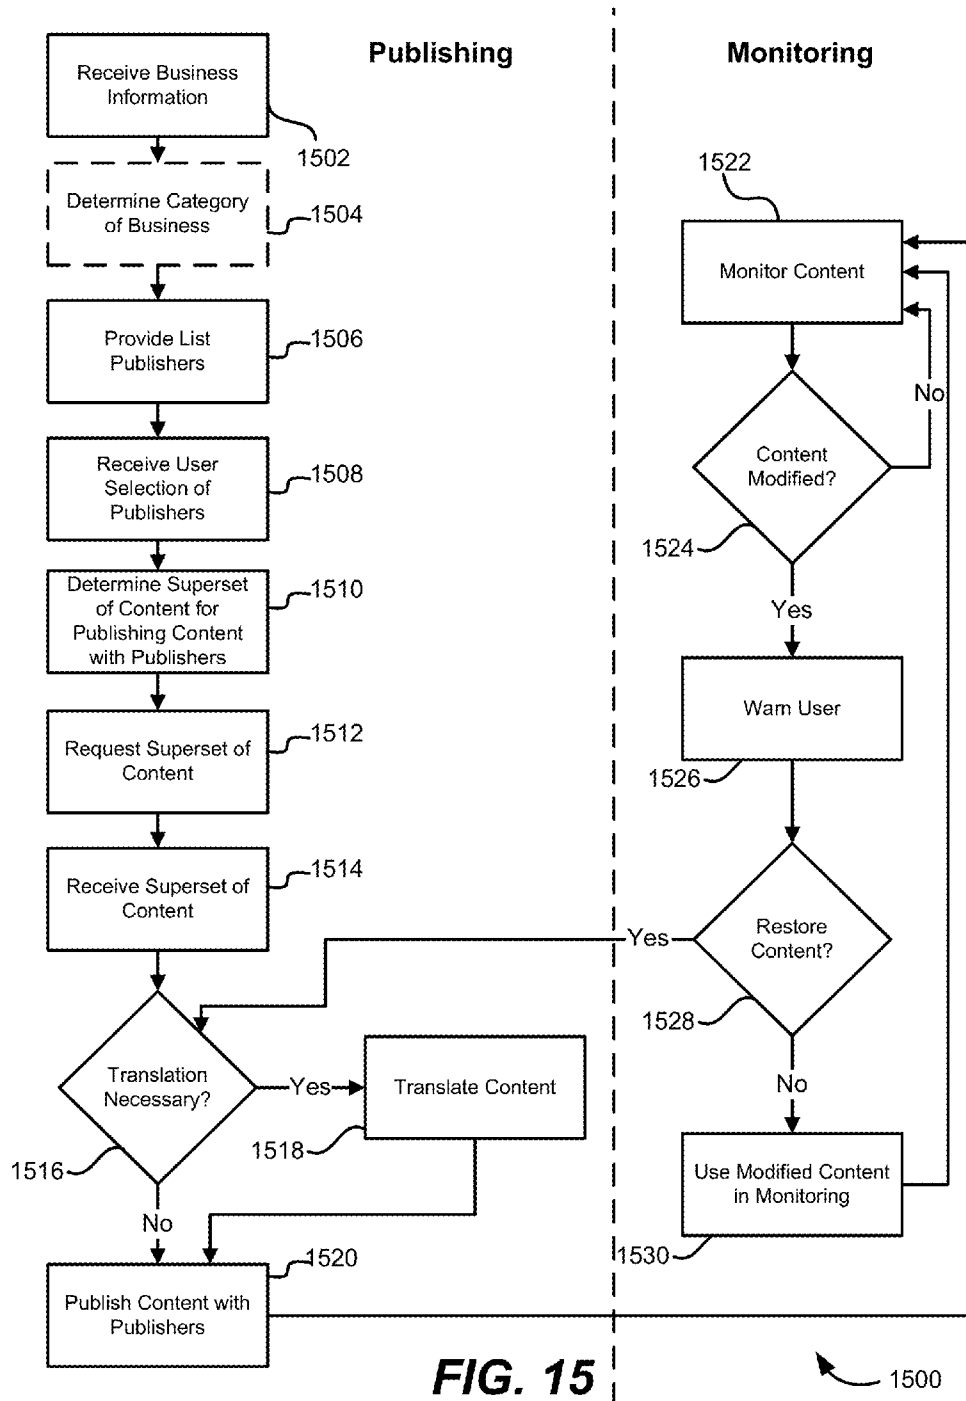 Publishing
Monitoring
Receive Business
Information
1502
Determine Category
of Business
1504
Provide List
Publishers
1506
Receive User
Selection of
Publishers
1508
Determine Superset
of Content for
Publishing Content
with Publishers
1510
Request Superset of
Content
1512
Receive Superset of
Content
1514
Translation
Necessary?
1516
Yes
Translate Content
1518
No
Publish Content with
Publishers
1520
1522
Monitor Content
Content
Modified?
No
1524
Yes
Warn User
1526
Restore
Content?
Yes
1528
No
Use Modified Content
in Monitoring
1530
FIG. 15
1500